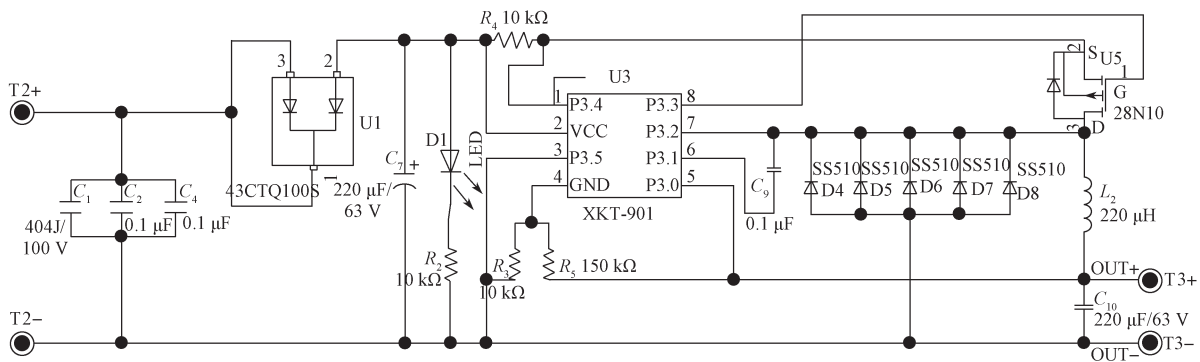 R₄ 10 kΩ
T2+
3
2
U1
1
43CTQ100S
C₁
404J/
100 V
C₂
0.1 μF
C₄
0.1 μF
T2−
C₇
+
220 μF/
63 V
D1
LED
R₂
10 kΩ
U3
1
P3.4
2
VCC
3
P3.5
4
GND
P3.3
8
P3.2
7
P3.1
6
P3.0
5
XKT-901
R₃
10 kΩ
R₅ 150 kΩ
C₉
0.1 μF
SS510
D4
SS510
D5
SS510
D6
SS510
D7
SS510
D8
2
S
U5
1
G
28N10
3
D
L₂
220 μH
OUT+
T3+
C₁₀
220 μF/63 V
OUT−
T3−